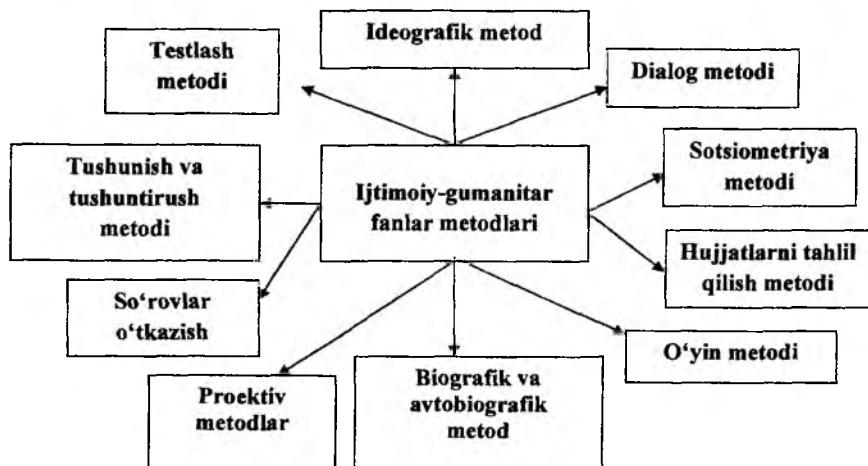 Ideografik metod
Testlash
metodi
Dialog metodi
Tushunish va
tushuntirush
metodi
Ijtimoiy-gumanitar
fanlar metodlari
Sotsiometriya
metodi
Hujjatlarni tahlil
qilish metodi
So‘rovlar
o‘tkazish
O‘yin metodi
Proektiv
metodlar
Biografik va
avtobiografik
metod